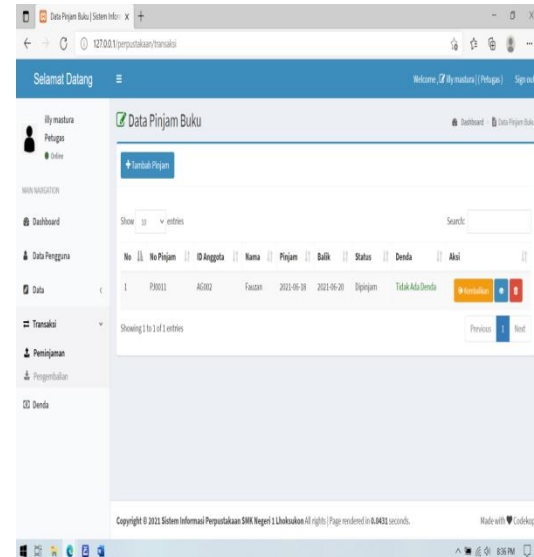 Data Pinjam Buku | Sistem Infor
127.0.0.1/perpustakaan/transaksi
Selamat Datang
Welcome , illy mastura | (Petugas)
Sign out
illy mastura
Petugas
Online
MAIN NAVIGATION
Dashboard
Data Pengguna
Data
Transaksi
Peminjaman
Pengembalian
Denda
Data Pinjam Buku
Dashboard
Data Pinjam Buku
Tambah Pinjam
Show 10 entries
Search:
No No Pinjam ID Anggota Nama Pinjam Balik Status Denda Aksi
1 PJ0011 AG002 Fauzan 2021-06-18 2021-06-20 Dipinjam Tidak Ada Denda Kembalikan
Showing 1 to 1 of 1 entries
Previous 1 Next
Copyright © 2021 Sistem Informasi Perpustakaan SMK Negeri 1 Lhoksukon All rights | Page rendered in 0.0431 seconds.
Made with ♥ Codekop
8:36 PM